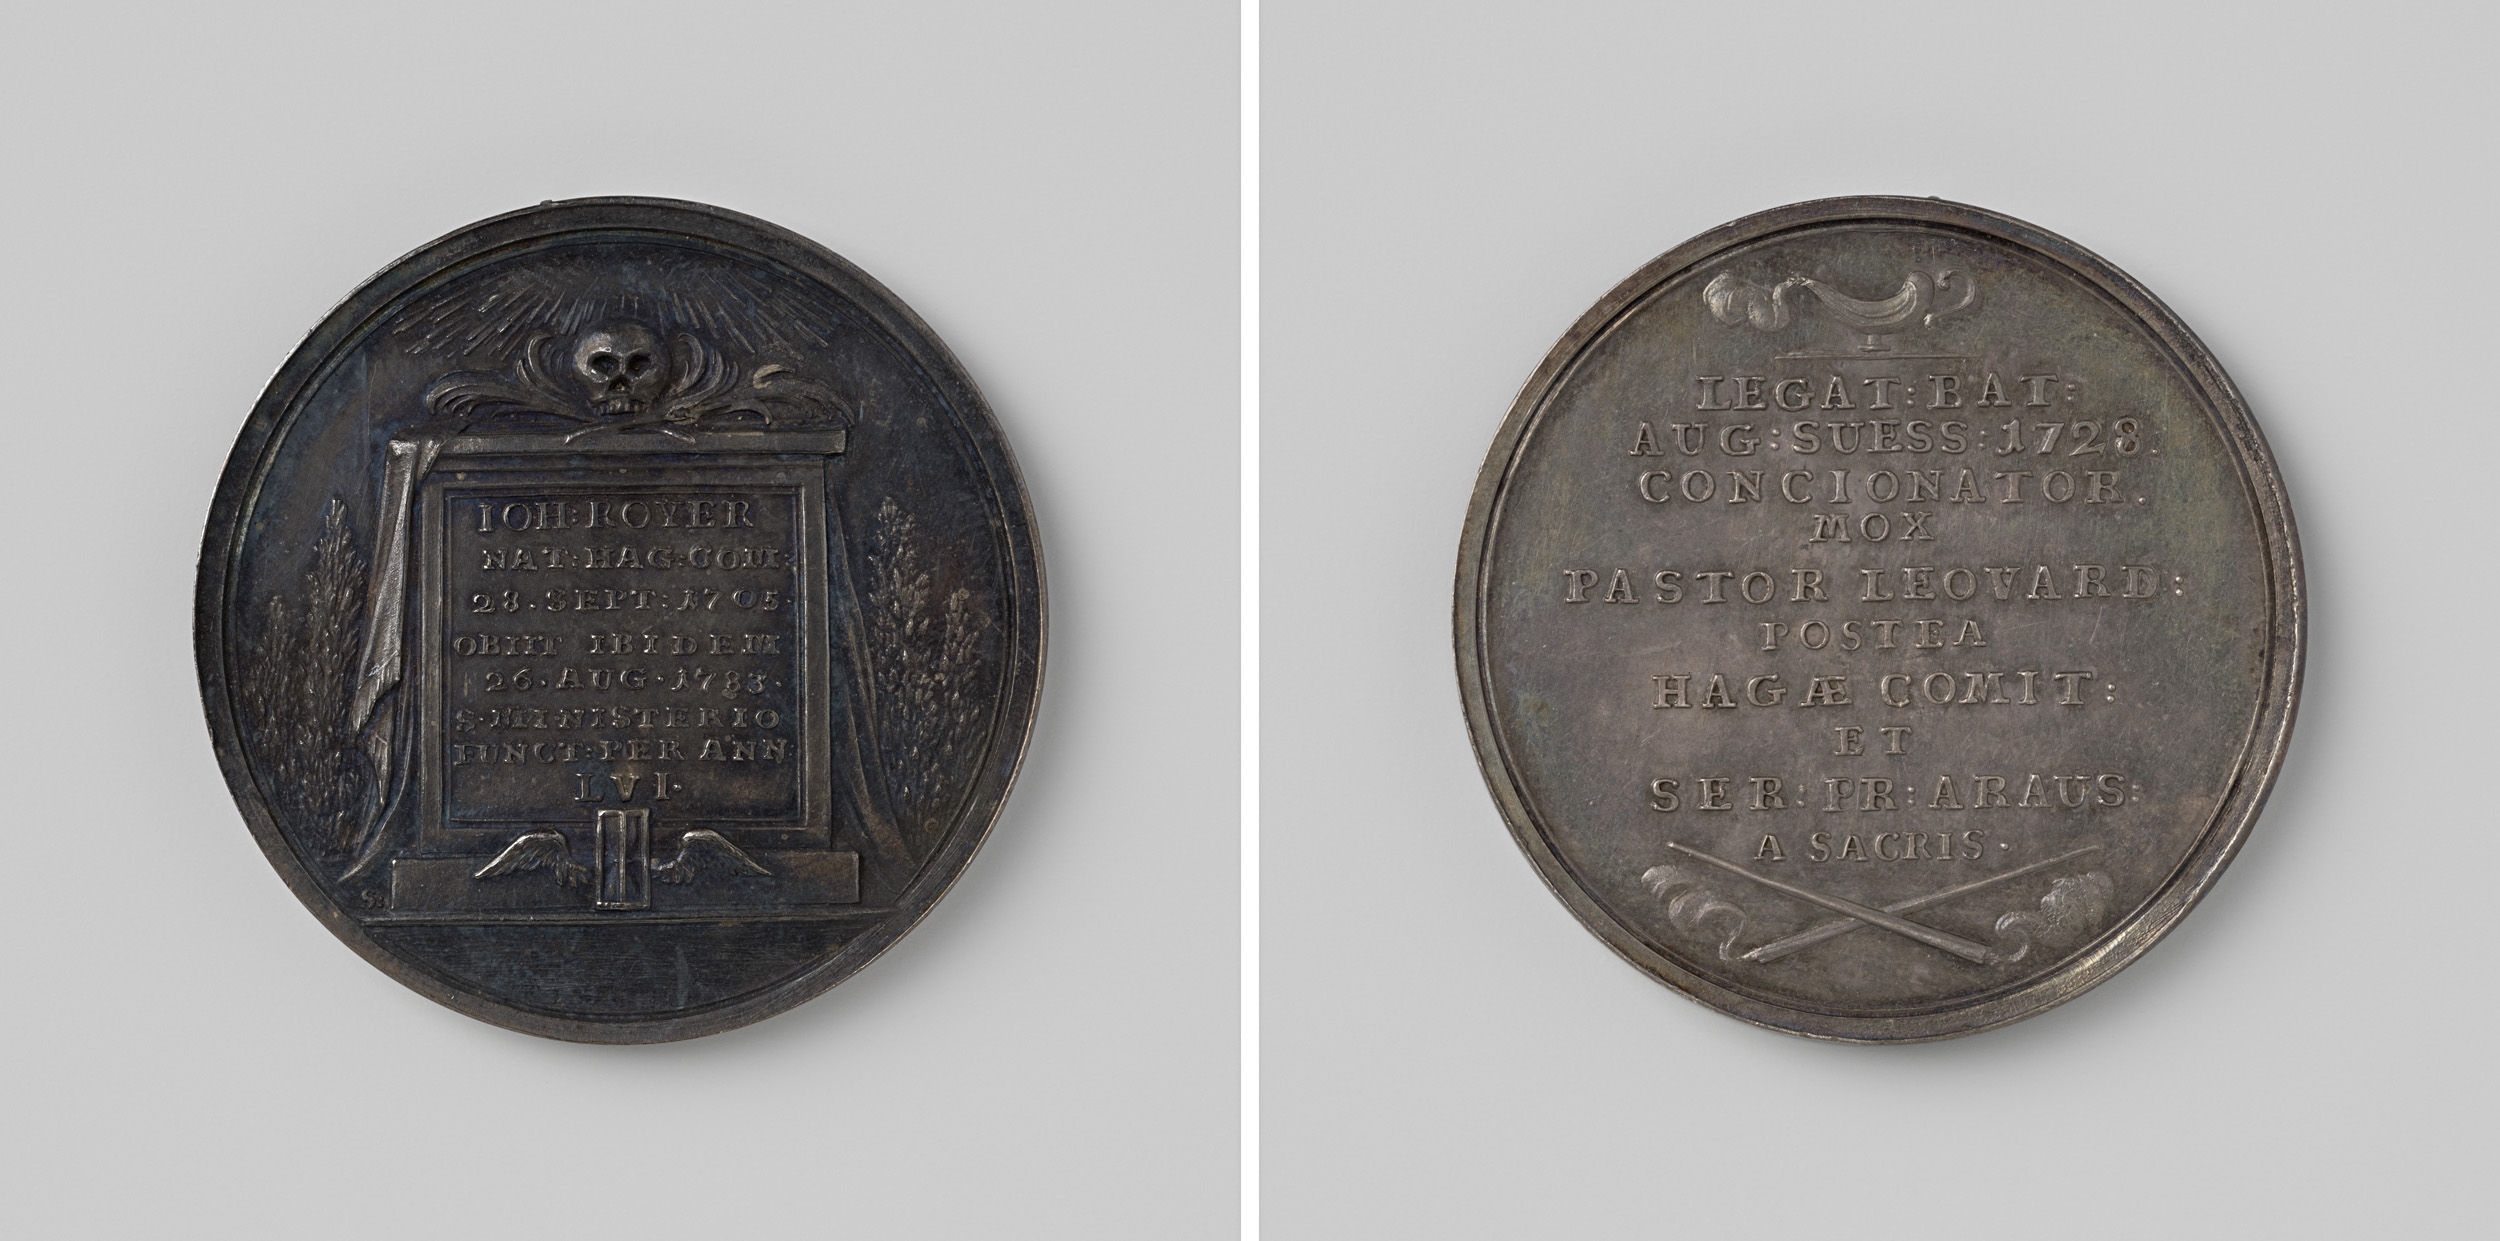 IOH:ROYER
NAT:HAG:COM:
28.SEPT:1705.
OBIIT IBIDEM
26.AUG.1783.
S.MINISTERIO
FUNCT:PER ANN
LVI.
S:
LEGAT:BAT:
AUG:SUESS:1728.
CONCIONATOR.
MOX
PASTOR LEOVARD:
POSTEA
HAGÆ COMIT:
ET
SER:PR:ARAUS:
A SACRIS.